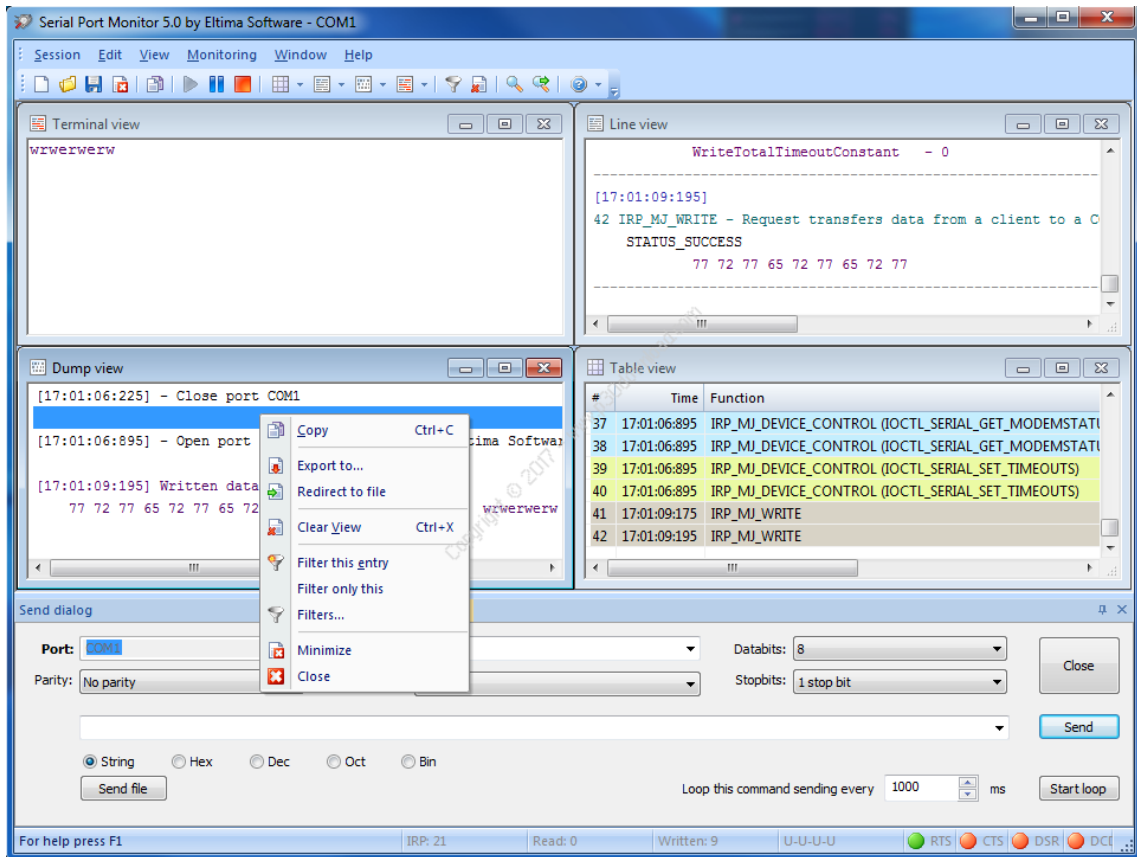 Serial Port Monitor 5.0 by Eltima Software - COM1
Session Edit View Monitoring Window Help
Terminal view
wrwerwerw
Line view
WriteTotalTimeoutConstant - 0
[17:01:09:195]
42 IRP_MJ_WRITE - Request transfers data from a client to a C
STATUS_SUCCESS
77 72 77 65 72 77 65 72 77
Dump view
[17:01:06:225] - Close port COM1
[17:01:06:895] - Open port
[17:01:09:195] Written data
77 72 77 65 72 77 65 72
wrwerwerw
Copy Ctrl+C
Export to...
Redirect to file
Clear View Ctrl+X
Filter this entry
Filter only this
Filters...
Minimize
Close
Table view
# Time Function
37 17:01:06:895 IRP_MJ_DEVICE_CONTROL (IOCTL_SERIAL_GET_MODEMSTATU
38 17:01:06:895 IRP_MJ_DEVICE_CONTROL (IOCTL_SERIAL_GET_MODEMSTATU
39 17:01:06:895 IRP_MJ_DEVICE_CONTROL (IOCTL_SERIAL_SET_TIMEOUTS)
40 17:01:06:895 IRP_MJ_DEVICE_CONTROL (IOCTL_SERIAL_SET_TIMEOUTS)
41 17:01:09:175 IRP_MJ_WRITE
42 17:01:09:195 IRP_MJ_WRITE
Send dialog
Port: COM1
Databits: 8
Close
Parity: No parity
Stopbits: 1 stop bit
Send
String Hex Dec Oct Bin
Send file
Loop this command sending every 1000 ms
Start loop
For help press F1
IRP: 21
Read: 0
Written: 9
U-U-U-U
RTS CTS DSR
Copyright © 2017